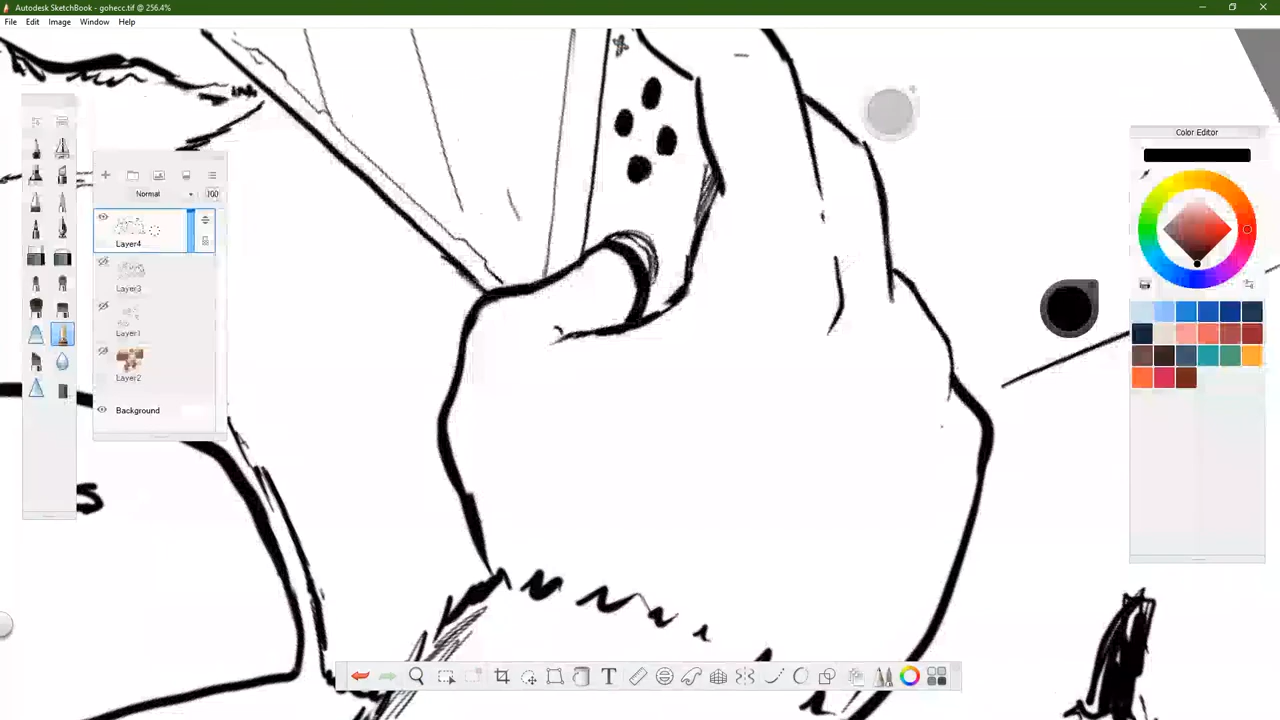 Autodesk SketchBook - gohecc.tif @ 256.4%
File Edit Image Window Help
Color Editor
Normal 100
Layer4
Layer3
Layer1
Layer2
Background
T